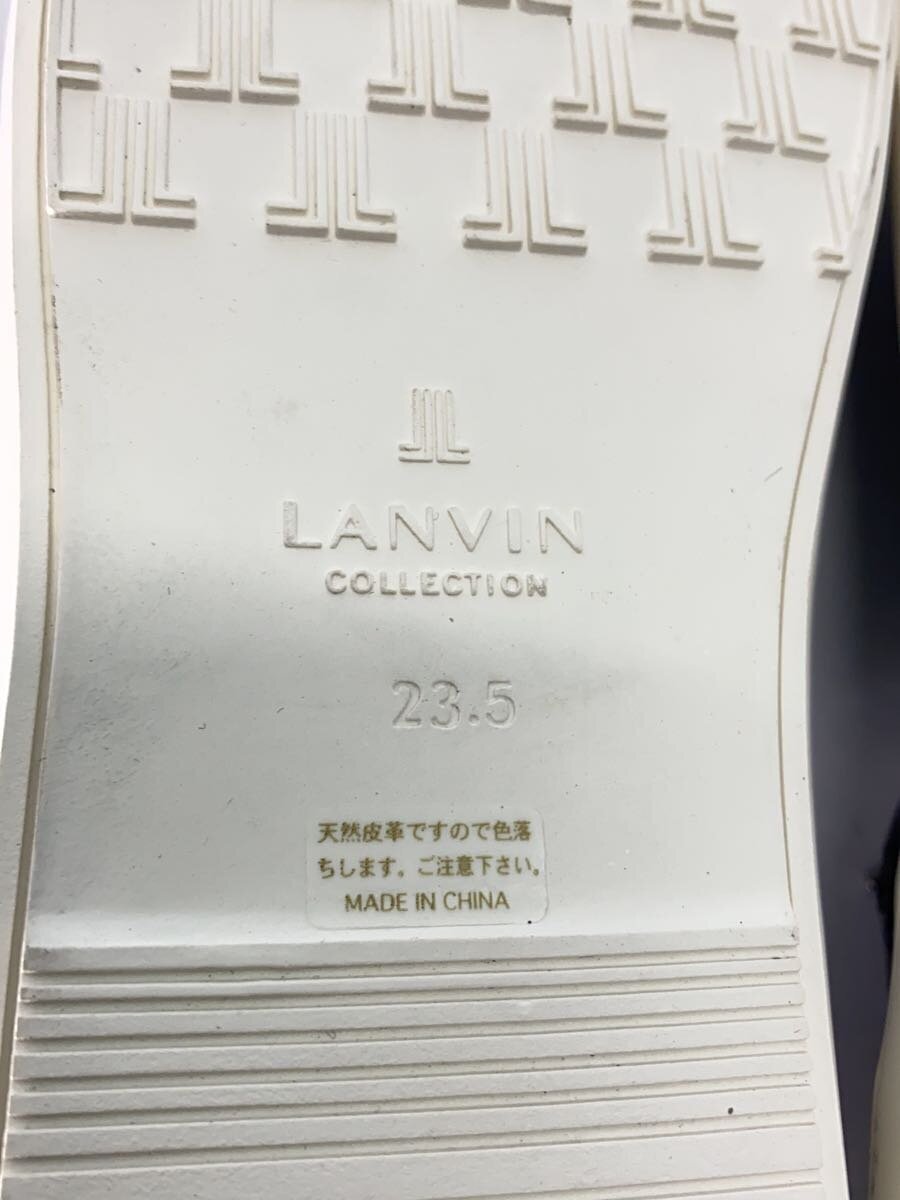 LANVIN
COLLECTION
23.5
天然皮革ですので色落
ちします。ご注意下さい。
MADE IN CHINA